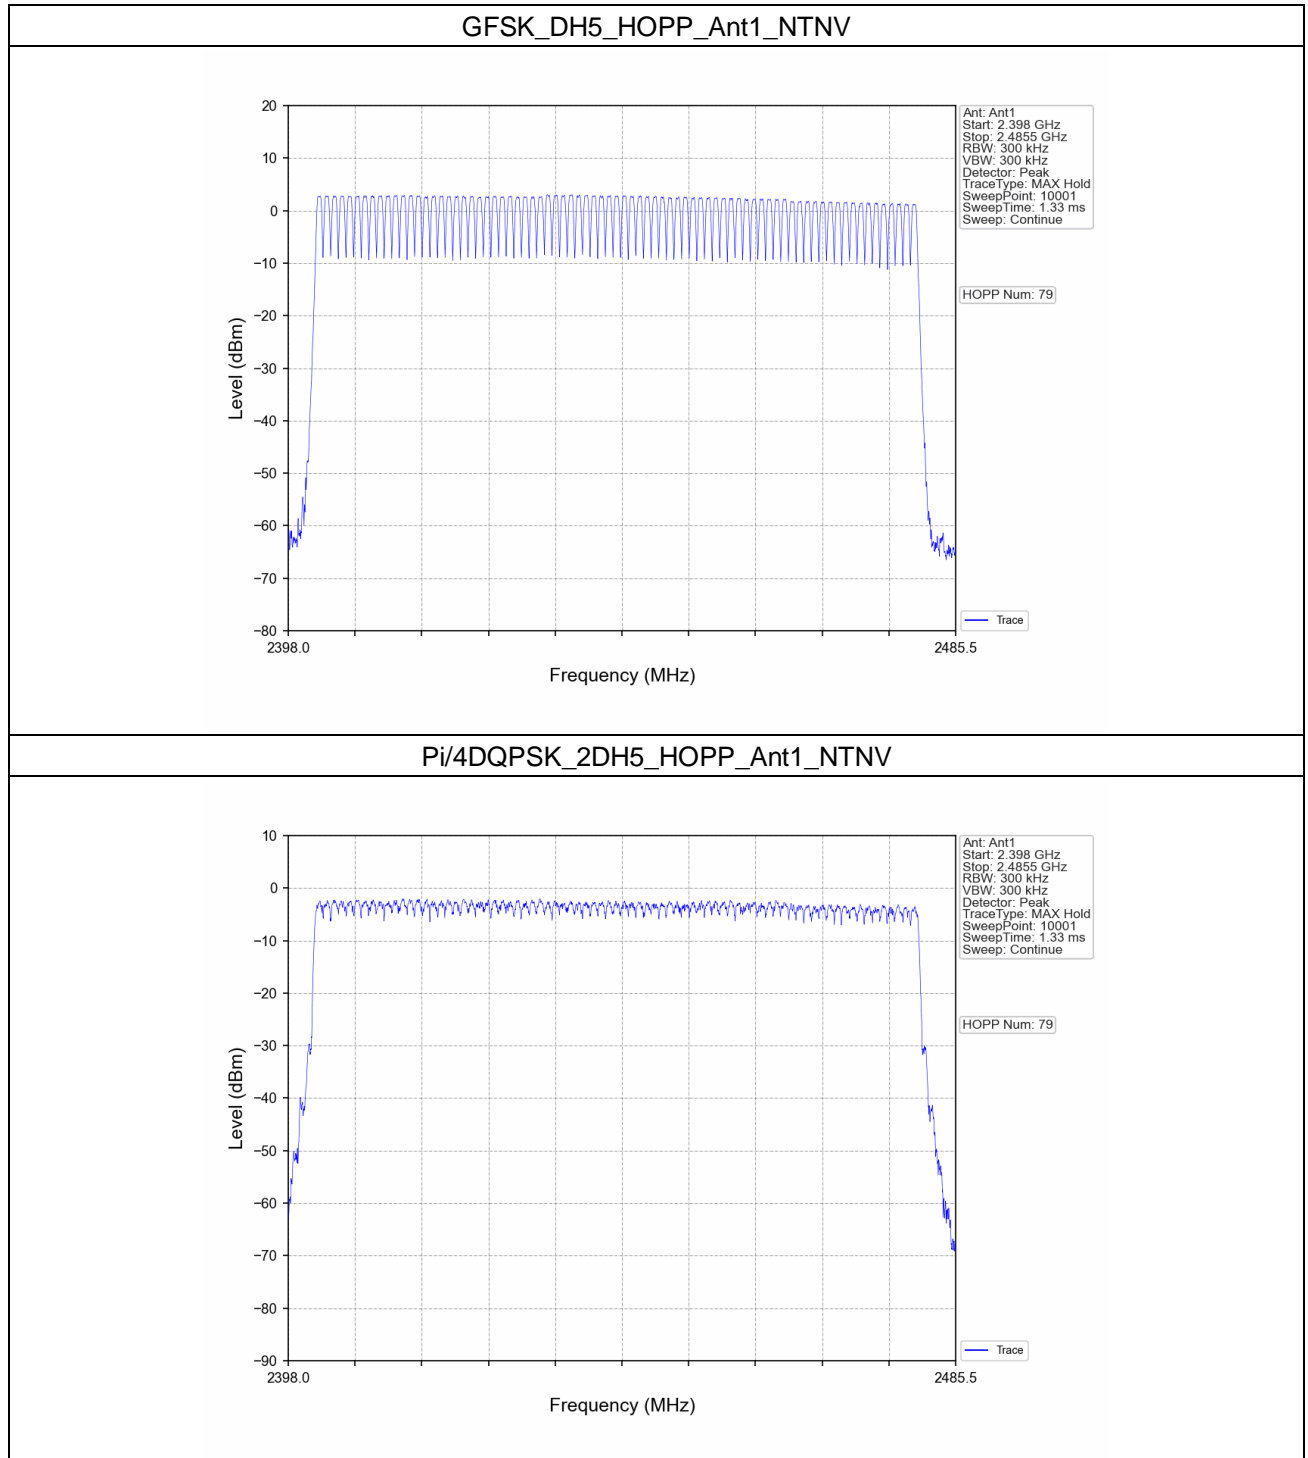 GFSK_DH5_HOPP_Ant1_NTNV
20
10
0
−10
−20
−30
−40
−50
−60
−70
−80
Level (dBm)
2398.0
2485.5
Frequency (MHz)
Ant: Ant1
Start: 2.398 GHz
Stop: 2.4855 GHz
RBW: 300 kHz
VBW: 300 kHz
Detector: Peak
TraceType: MAX Hold
SweepPoint: 10001
SweepTime: 1.33 ms
Sweep: Continue
HOPP Num: 79
Trace
Pi/4DQPSK_2DH5_HOPP_Ant1_NTNV
10
0
−10
−20
−30
−40
−50
−60
−70
−80
−90
Level (dBm)
2398.0
2485.5
Frequency (MHz)
Ant: Ant1
Start: 2.398 GHz
Stop: 2.4855 GHz
RBW: 300 kHz
VBW: 300 kHz
Detector: Peak
TraceType: MAX Hold
SweepPoint: 10001
SweepTime: 1.33 ms
Sweep: Continue
HOPP Num: 79
Trace